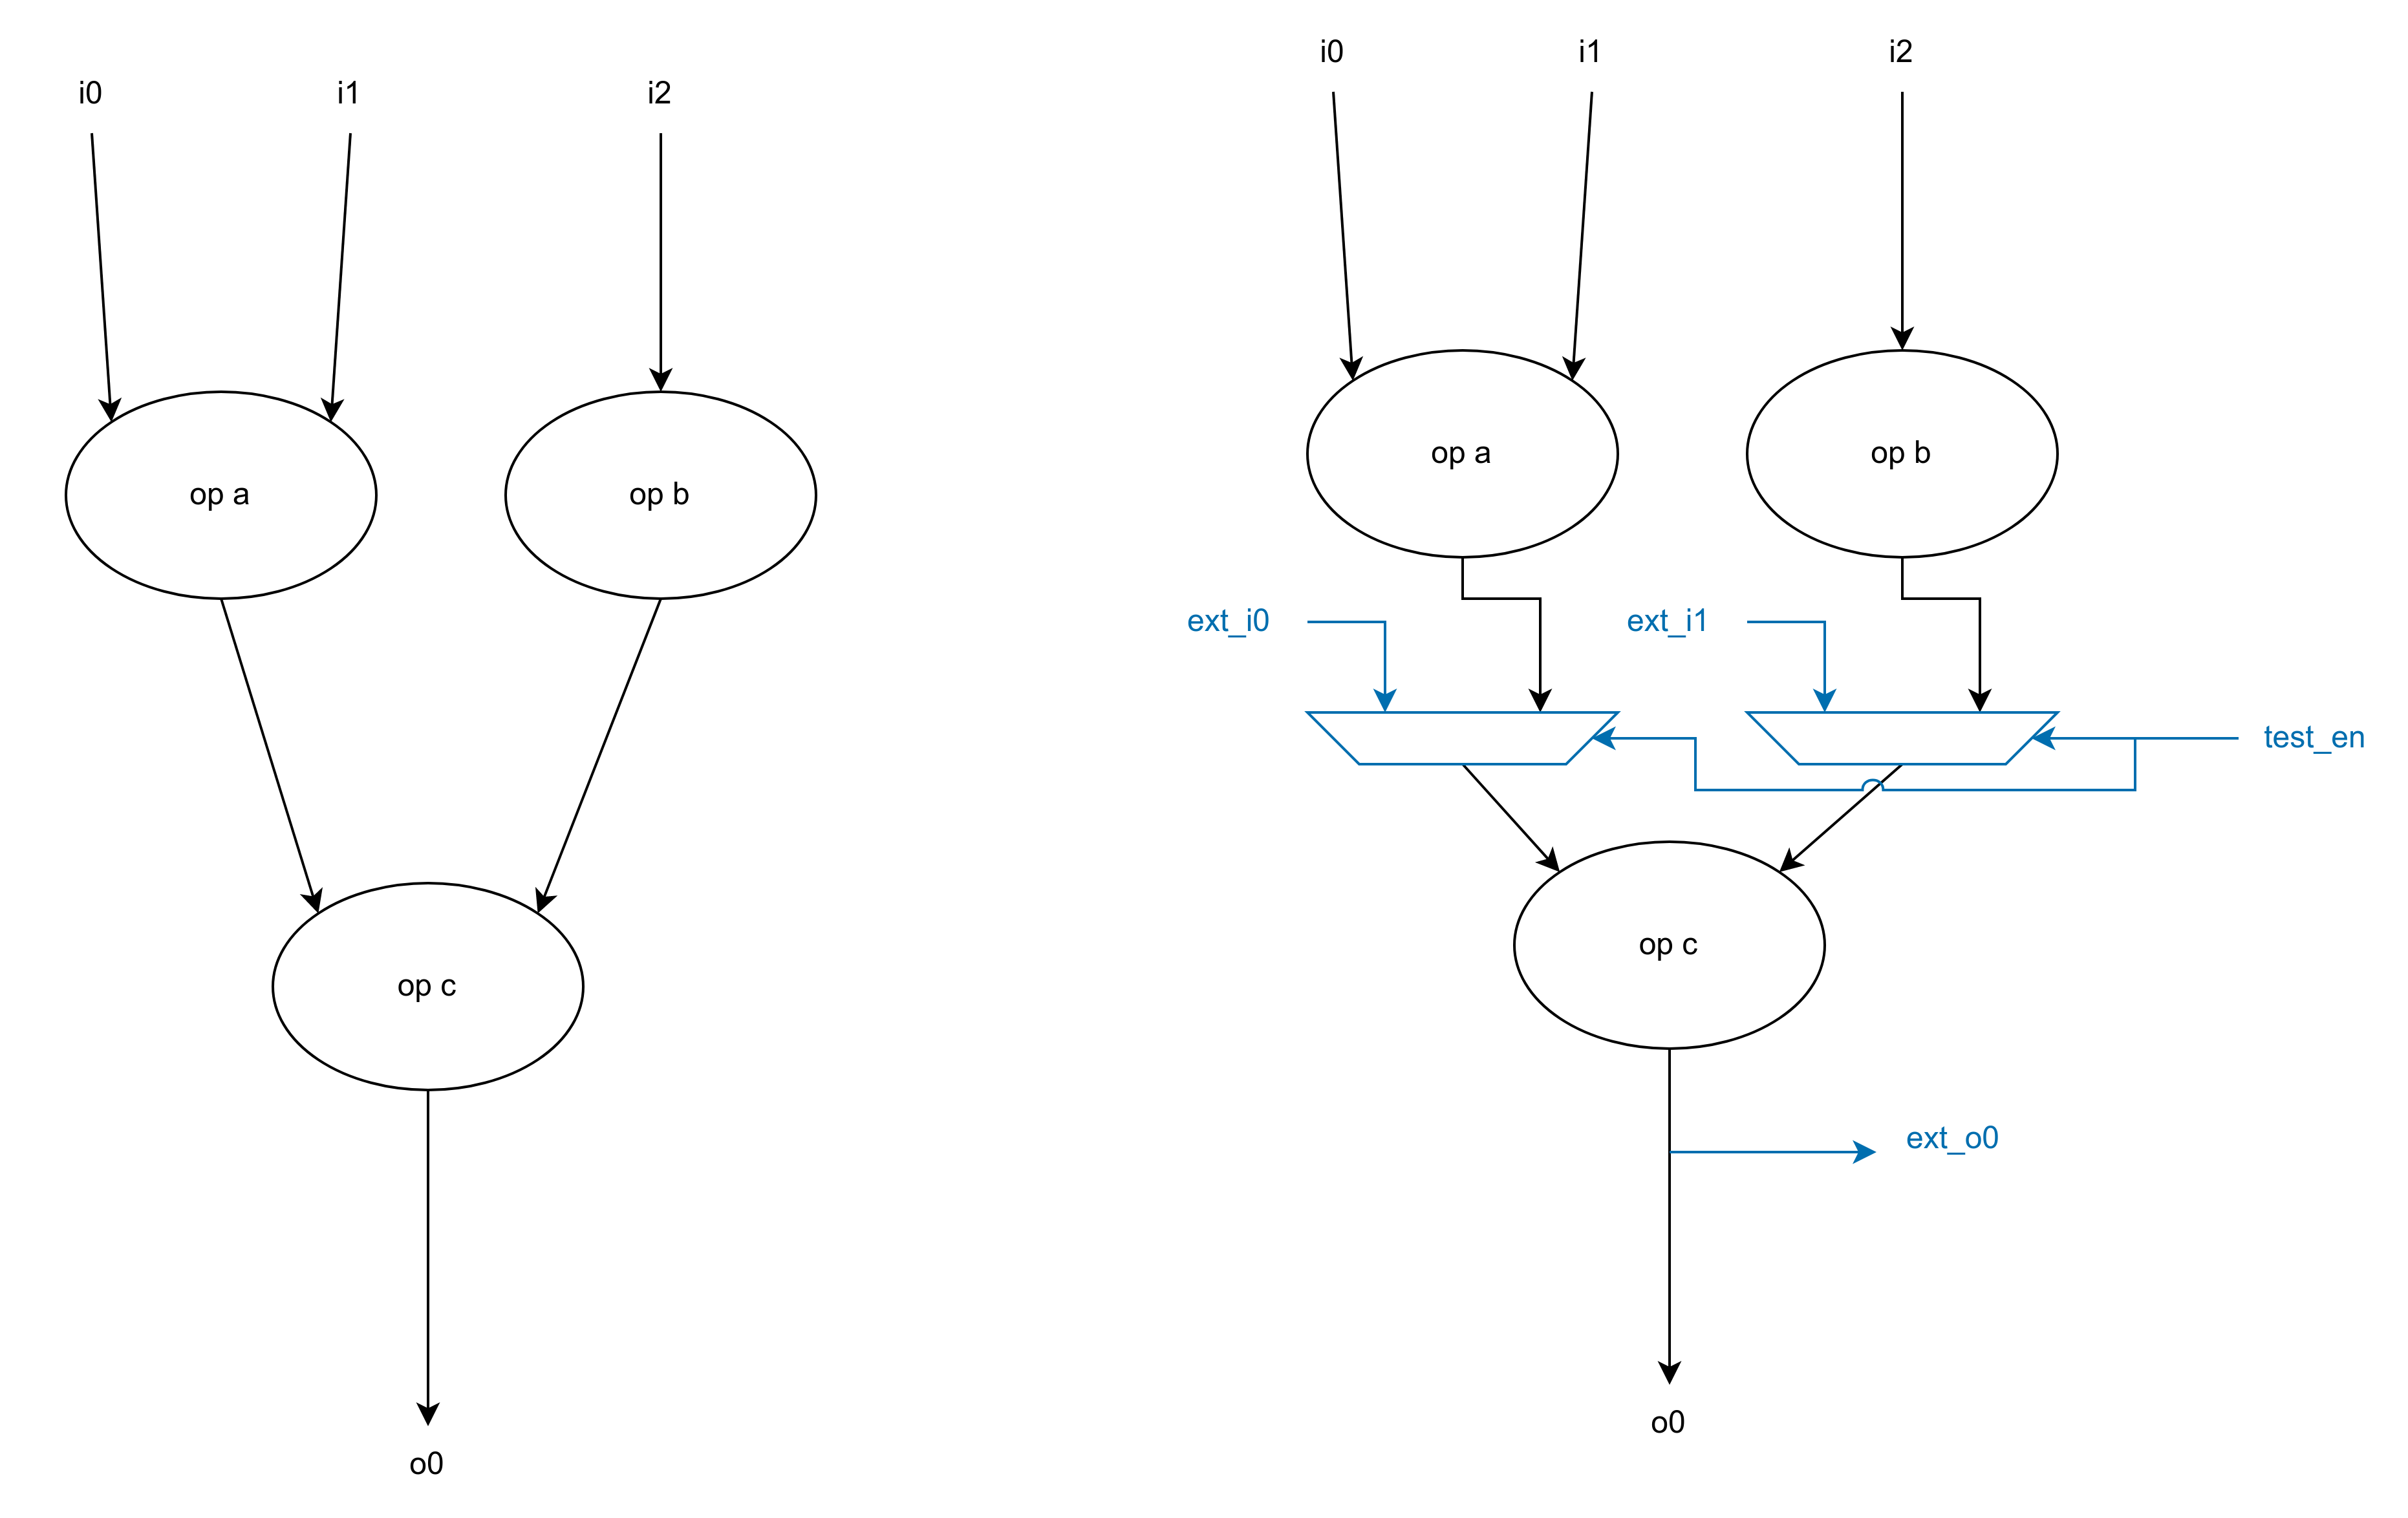 i0
i1
i2
op a
op b
op c
o0
i0
i1
i2
op a
op b
ext_i0
ext_i1
test_en
op c
ext_o0
o0